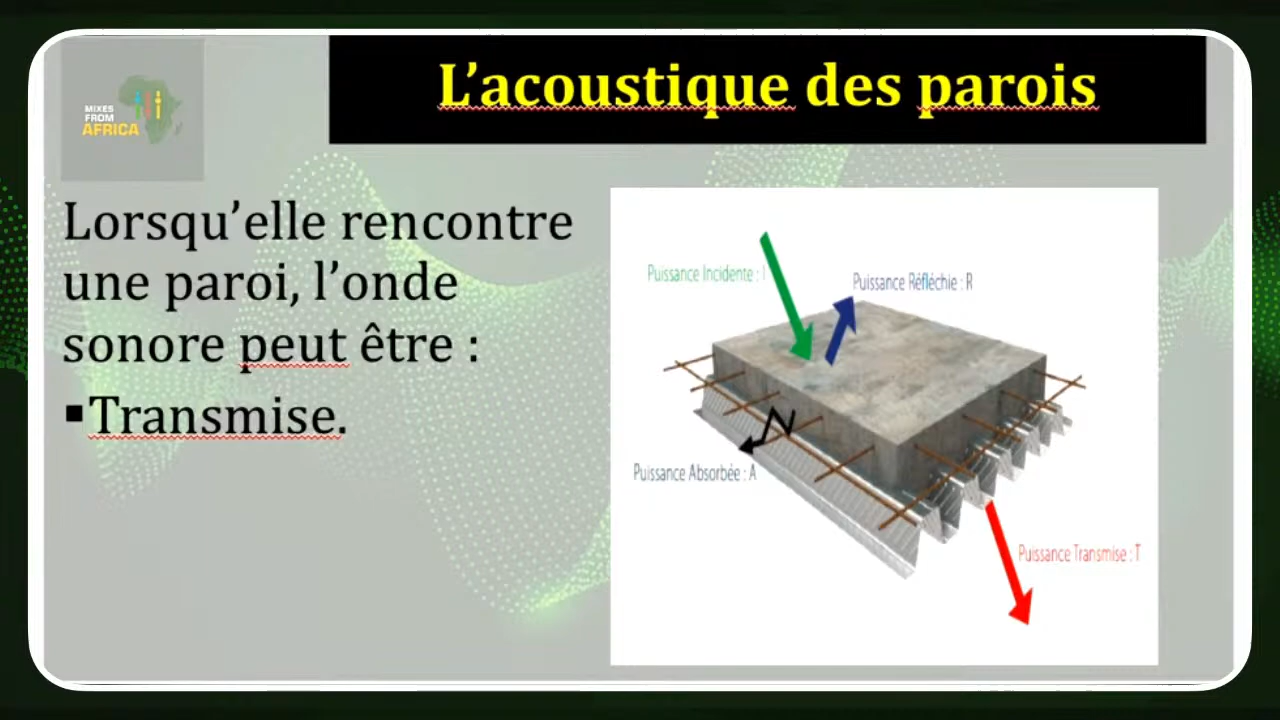 L'acoustique des parois
MIXES
FROM
AFRICA
Lorsqu'elle rencontre
une paroi, l'onde
sonore peut être :
▪Transmise.
Puissance Incidente : I
Puissance Réfléchie : R
Puissance Absorbée : A
Puissance Transmise : T